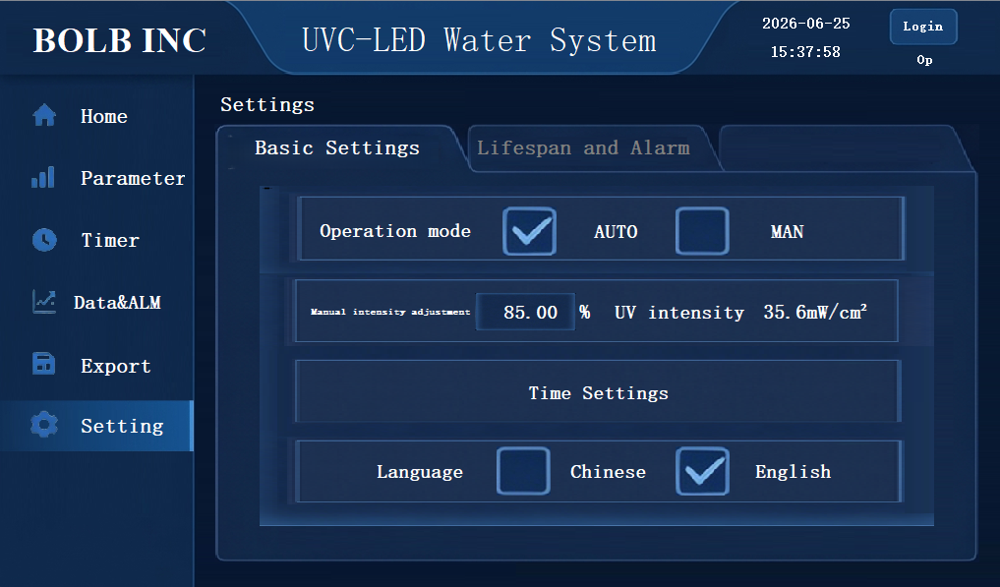 BOLB INC
UVC-LED Water System
2026-06-25
15:37:58
Login
Op
Home
Parameter
Timer
Data&ALM
Export
Setting
Settings
Basic Settings
Lifespan and Alarm
Operation mode AUTO MAN
Manual intensity adjustment 85.00 % UV intensity 35.6mW/cm²
Time Settings
Language Chinese English